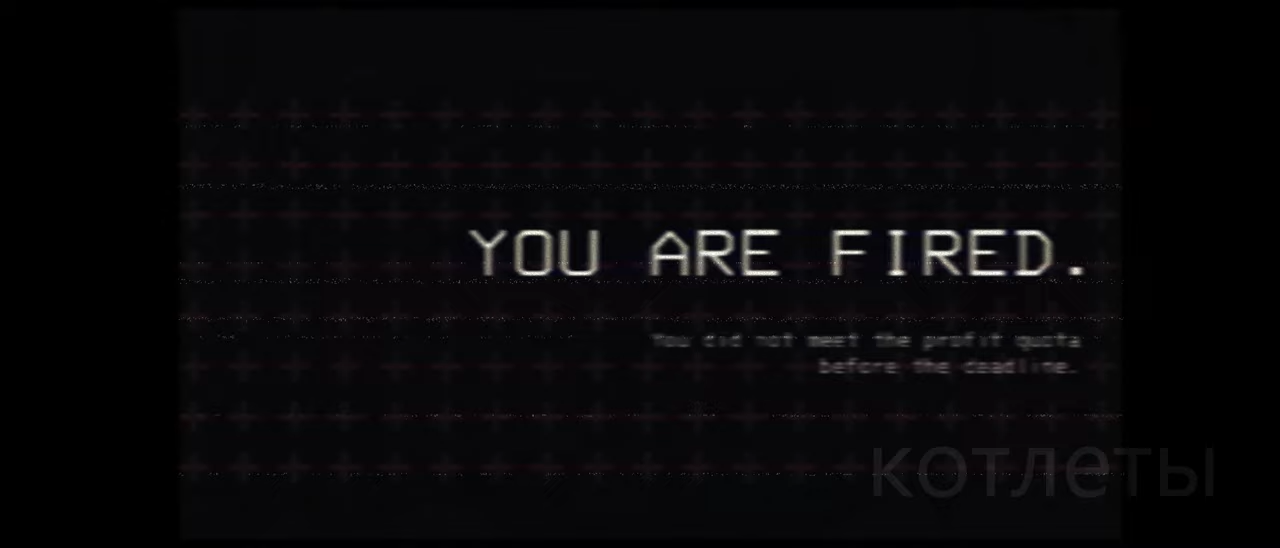 YOU ARE FIRED.
You did not meet the profit quota
before the deadline.
котлеты